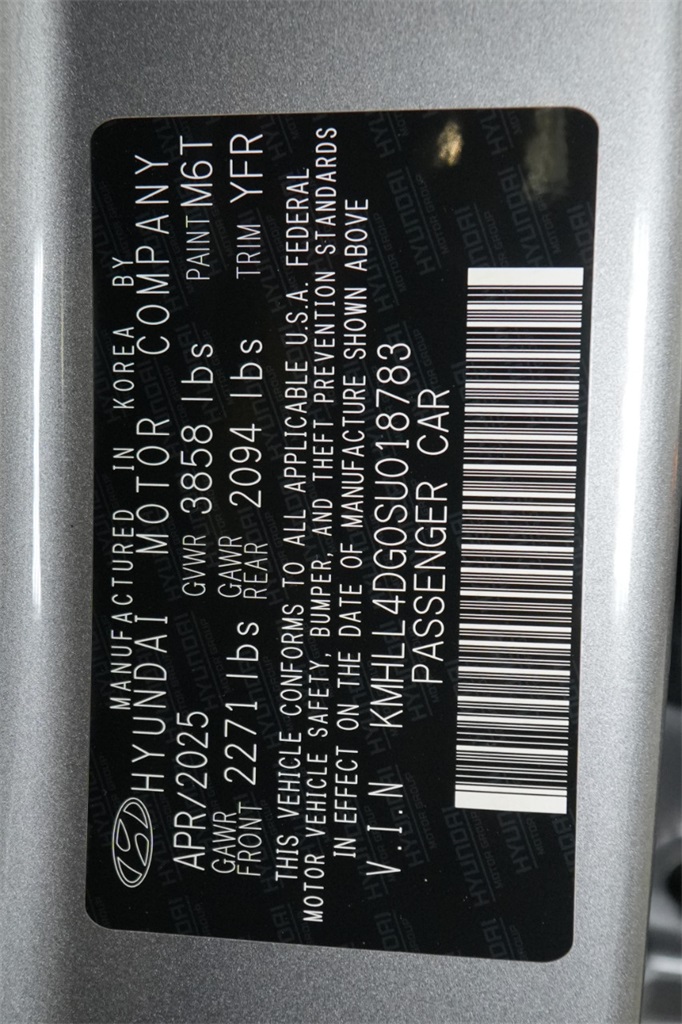 MANUFACTURED IN KOREA BY
HYUNDAI MOTOR COMPANY
APR/2025 GVWR 3858 lbs PAINT M6T
GAWR FRONT 2271 lbs GAWR REAR 2094 lbs TRIM YFR
THIS VEHICLE CONFORMS TO ALL APPLICABLE U.S.A. FEDERAL
MOTOR VEHICLE SAFETY, BUMPER, AND THEFT PREVENTION STANDARDS
IN EFFECT ON THE DATE OF MANUFACTURE SHOWN ABOVE
V.I.N KMHLL4DG0SU018783
PASSENGER CAR